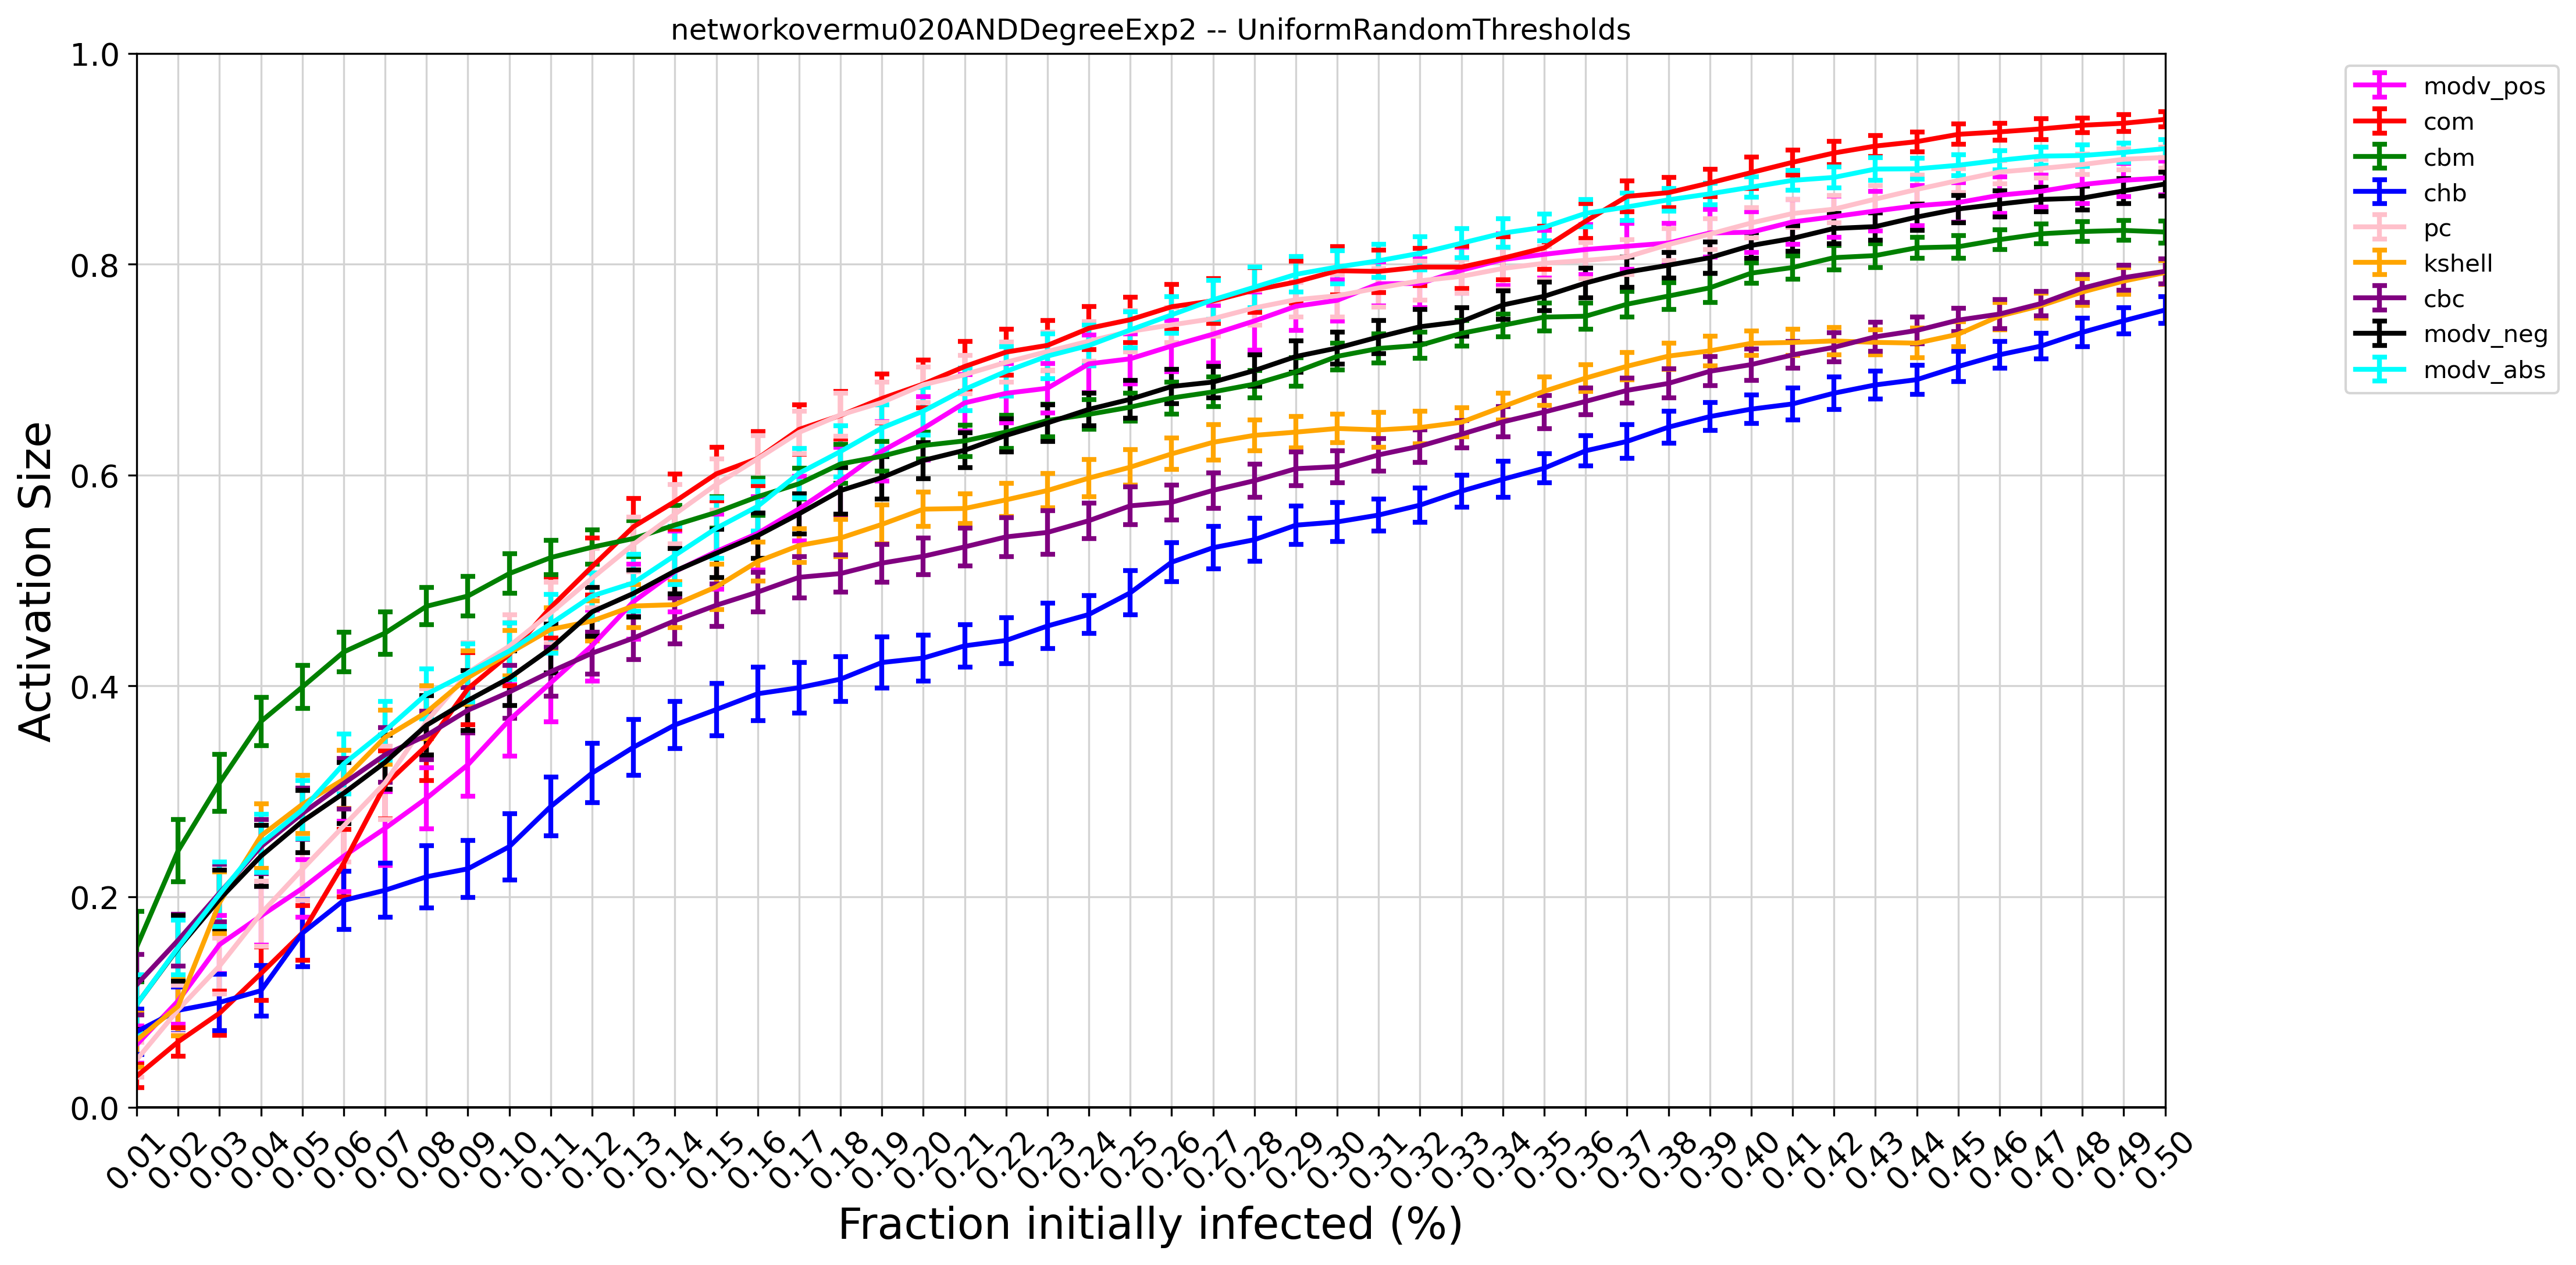 networkovermu020ANDDegreeExp2 -- UniformRandomThresholds
1.0
0.8
0.6
0.4
0.2
0.0
Activation Size
0.01 0.02 0.03 0.04 0.05 0.06 0.07 0.08 0.09 0.10 0.11 0.12 0.13 0.14 0.15 0.16 0.17 0.18 0.19 0.20 0.21 0.22 0.23 0.24 0.25 0.26 0.27 0.28 0.29 0.30 0.31 0.32 0.33 0.34 0.35 0.36 0.37 0.38 0.39 0.40 0.41 0.42 0.43 0.44 0.45 0.46 0.47 0.48 0.49 0.50
Fraction initially infected (%)
modv_pos
com
cbm
chb
pc
kshell
cbc
modv_neg
modv_abs